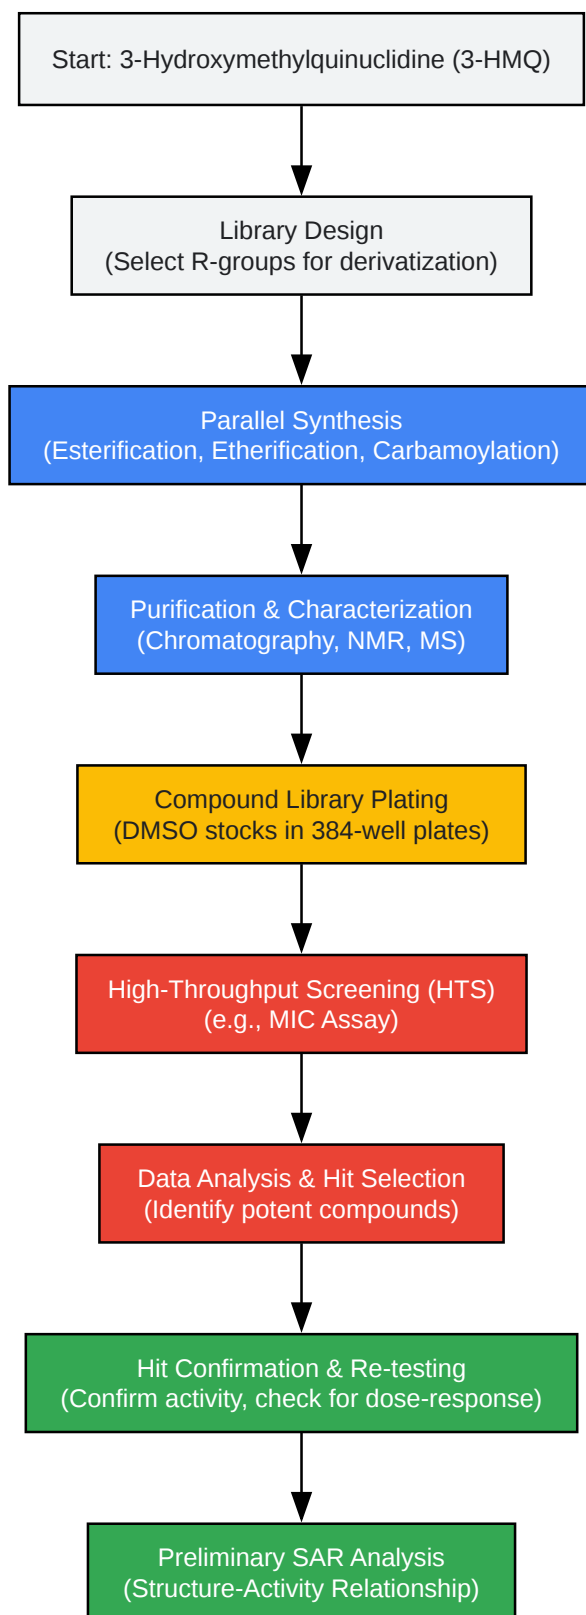 Start: 3-Hydroxymethylquinuclidine (3-HMQ)
Library Design
(Select R-groups for derivatization)
Parallel Synthesis
(Esterification, Etherification, Carbamoylation)
Purification & Characterization
(Chromatography, NMR, MS)
Compound Library Plating
(DMSO stocks in 384-well plates)
High-Throughput Screening (HTS)
(e.g., MIC Assay)
Data Analysis & Hit Selection
(Identify potent compounds)
Hit Confirmation & Re-testing
(Confirm activity, check for dose-response)
Preliminary SAR Analysis
(Structure-Activity Relationship)